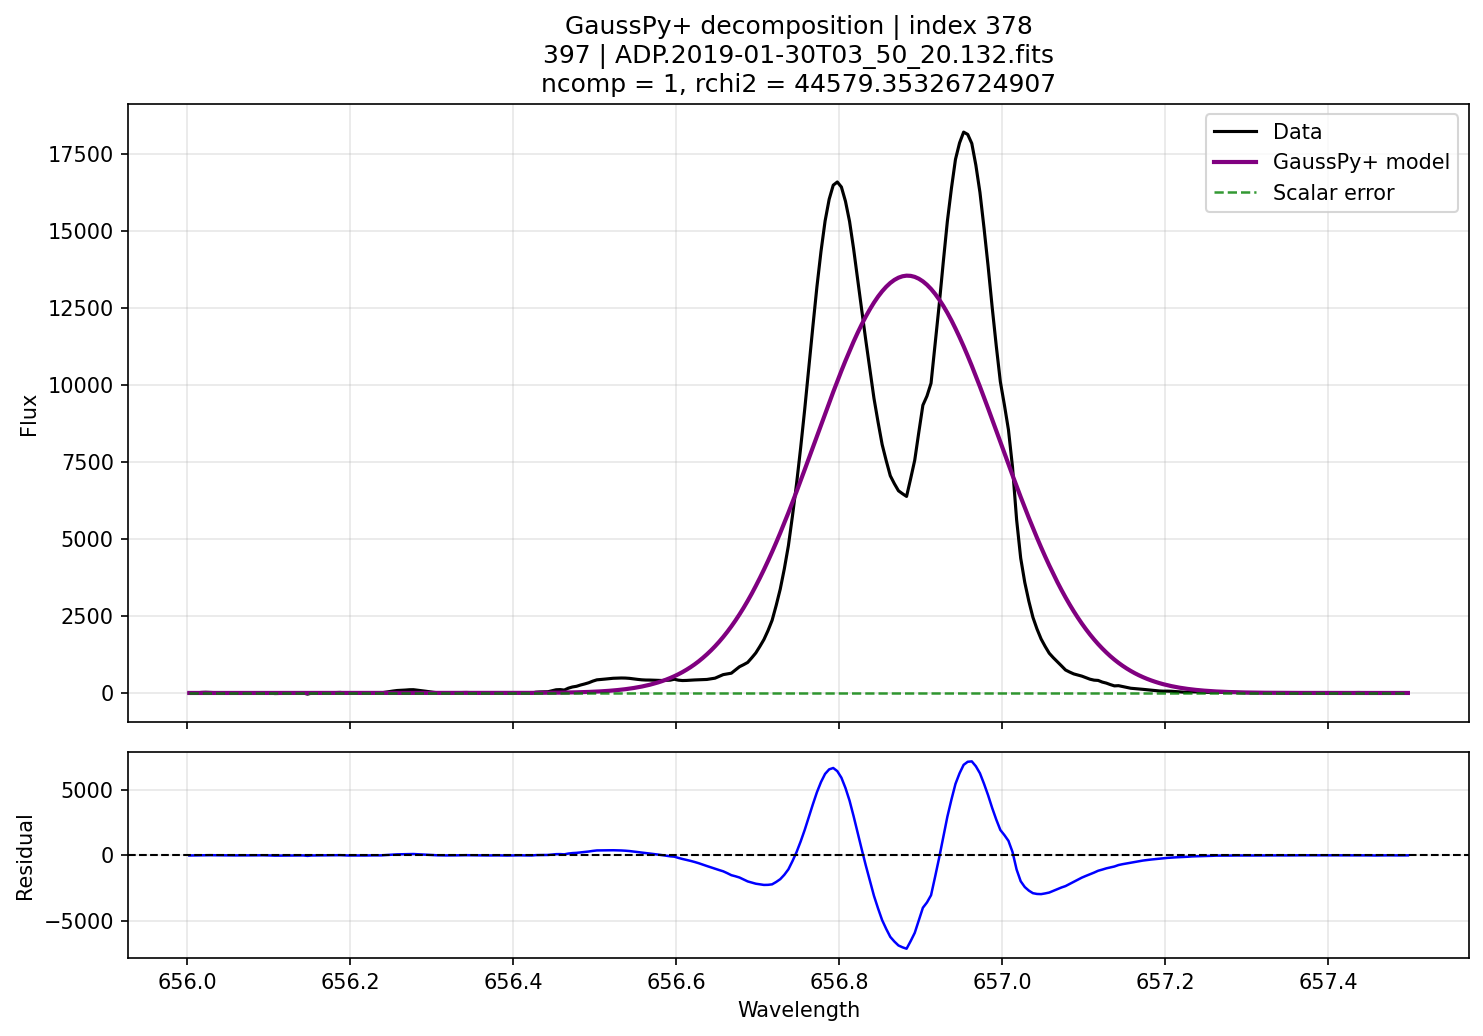 GaussPy+ decomposition | index 378
397 | ADP.2019-01-30T03_50_20.132.fits
ncomp = 1, rchi2 = 44579.35326724907
Data
GaussPy+ model
Scalar error
17500
15000
12500
10000
7500
5000
2500
0
Flux
5000
0
−5000
Residual
656.0 656.2 656.4 656.6 656.8 657.0 657.2 657.4
Wavelength